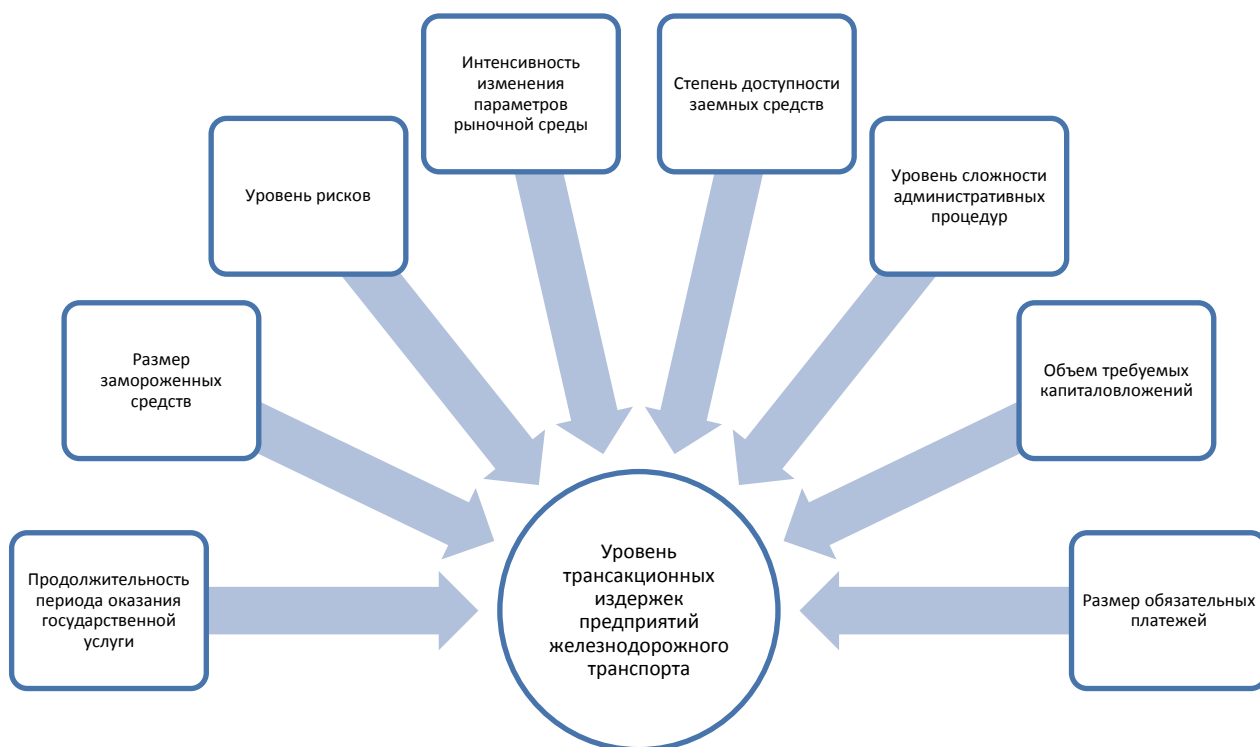 Интенсивность
изменения
параметров
рыночной среды
Степень доступности
заемных средств
Уровень рисков
Уровень сложности
административных
процедур
Размер
замороженных
средств
Объем требуемых
капиталовложений
Продолжительность
периода оказания
государственной
услуги
Уровень
трансакционных
издержек
предприятий
железнодорожного
транспорта
Размер обязательных
платежей